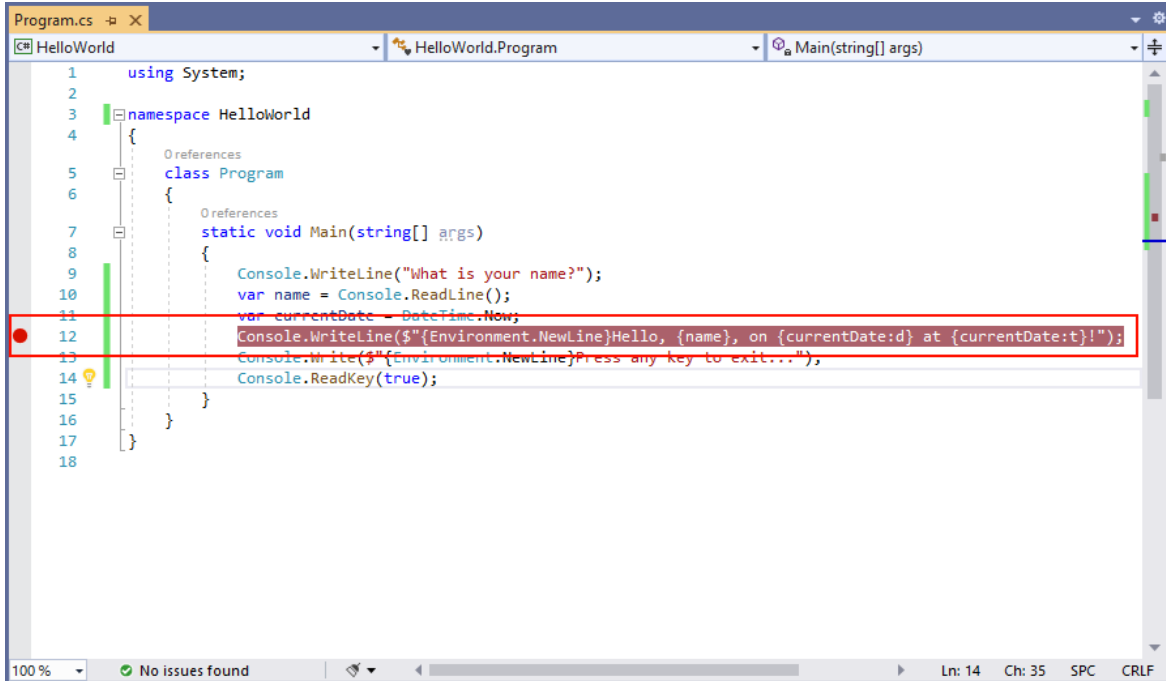 Program.cs
C# HelloWorld HelloWorld.Program Main(string[] args)
1 using System;
2
3 namespace HelloWorld
4 {
0 references
5 class Program
6 {
0 references
7 static void Main(string[] args)
8 {
9 Console.WriteLine("What is your name?");
10 var name = Console.ReadLine();
11 var currentDate = DateTime.Now;
12 Console.WriteLine($"{Environment.NewLine}Hello, {name}, on {currentDate:d} at {currentDate:t}!");
13 Console.Write($"{Environment.NewLine}Press any key to exit...");
14 Console.ReadKey(true);
15 }
16 }
17 }
18
100 % No issues found Ln: 14 Ch: 35 SPC CRLF